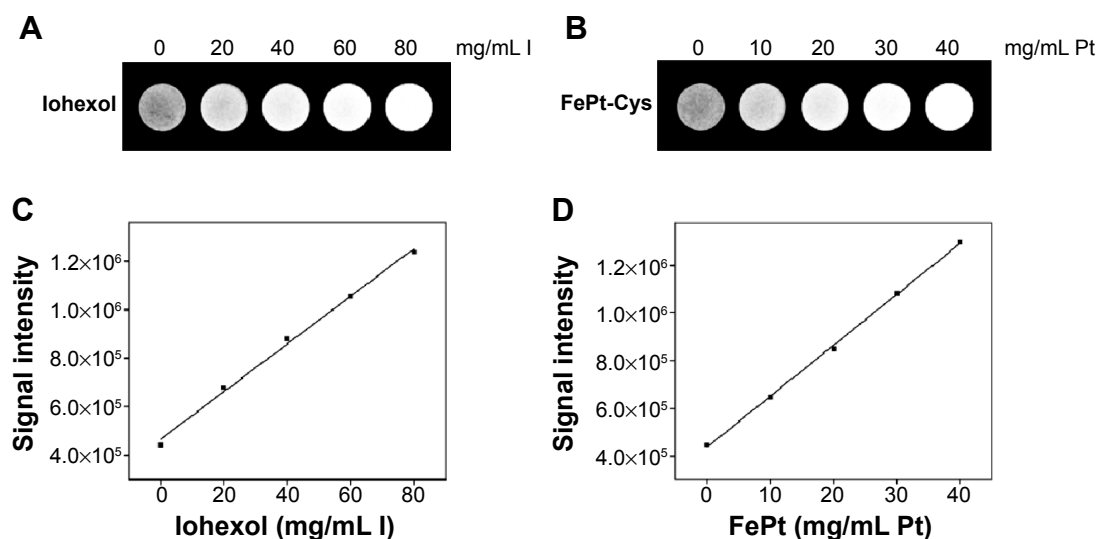 A
0 20 40 60 80 mg/mL I
Iohexol
B
0 10 20 30 40 mg/mL Pt
FePt-Cys
C
Signal intensity
1.2×10⁶
1.0×10⁶
8.0×10⁵
6.0×10⁵
4.0×10⁵
0 20 40 60 80
Iohexol (mg/mL I)
D
Signal intensity
1.2×10⁶
1.0×10⁶
8.0×10⁵
6.0×10⁵
4.0×10⁵
0 10 20 30 40
FePt (mg/mL Pt)